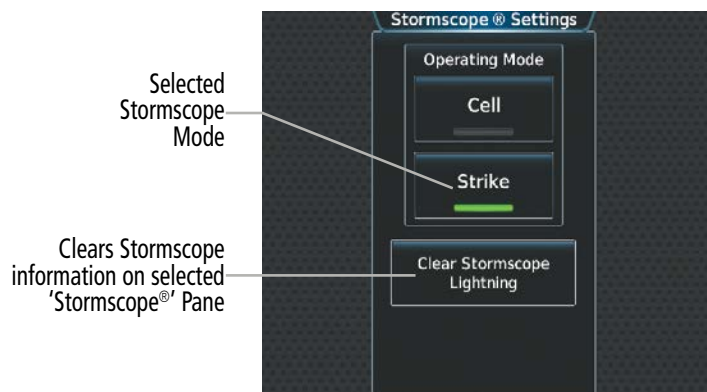 Stormscope ® Settings
Operating Mode
Cell
Strike
Clear Stormscope
Lightning
Selected
Stormscope
Mode
Clears Stormscope
information on selected
‘Stormscope®’ Pane